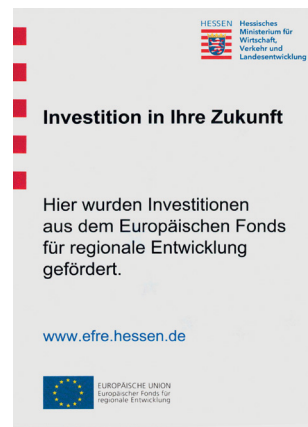 HESSEN
Hessisches
Ministerium für
Wirtschaft,
Verkehr und
Landesentwicklung
Investition in Ihre Zukunft
Hier wurden Investitionen
aus dem Europäischen Fonds
für regionale Entwicklung
gefördert.
www.efre.hessen.de
EUROPÄISCHE UNION
Europäischer Fonds für
regionale Entwicklung